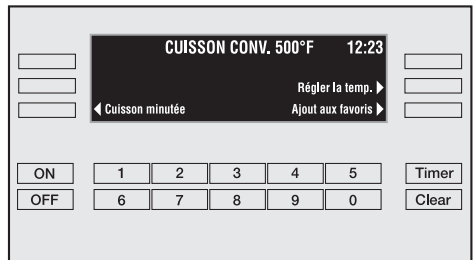 CUISSON CONV. 500°F 12:23
Régler la temp.
Cuisson minutée Ajout aux favoris
ON 1 2 3 4 5 Timer
OFF 6 7 8 9 0 Clear